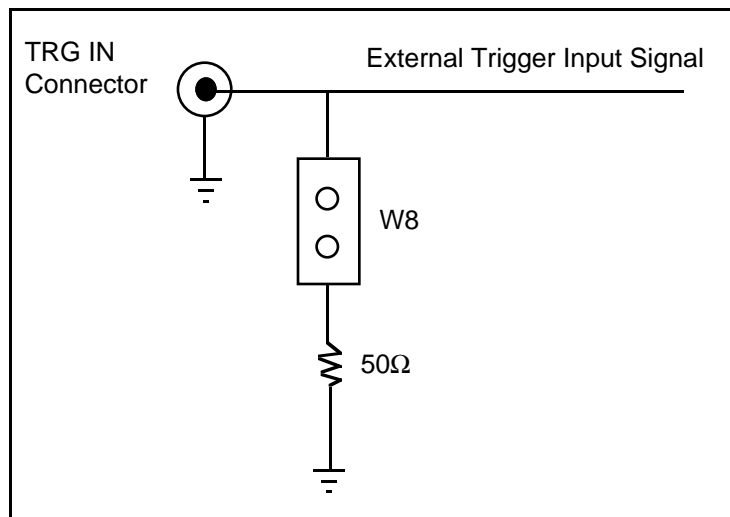 TRG IN
Connector
External Trigger Input Signal
W8
50Ω